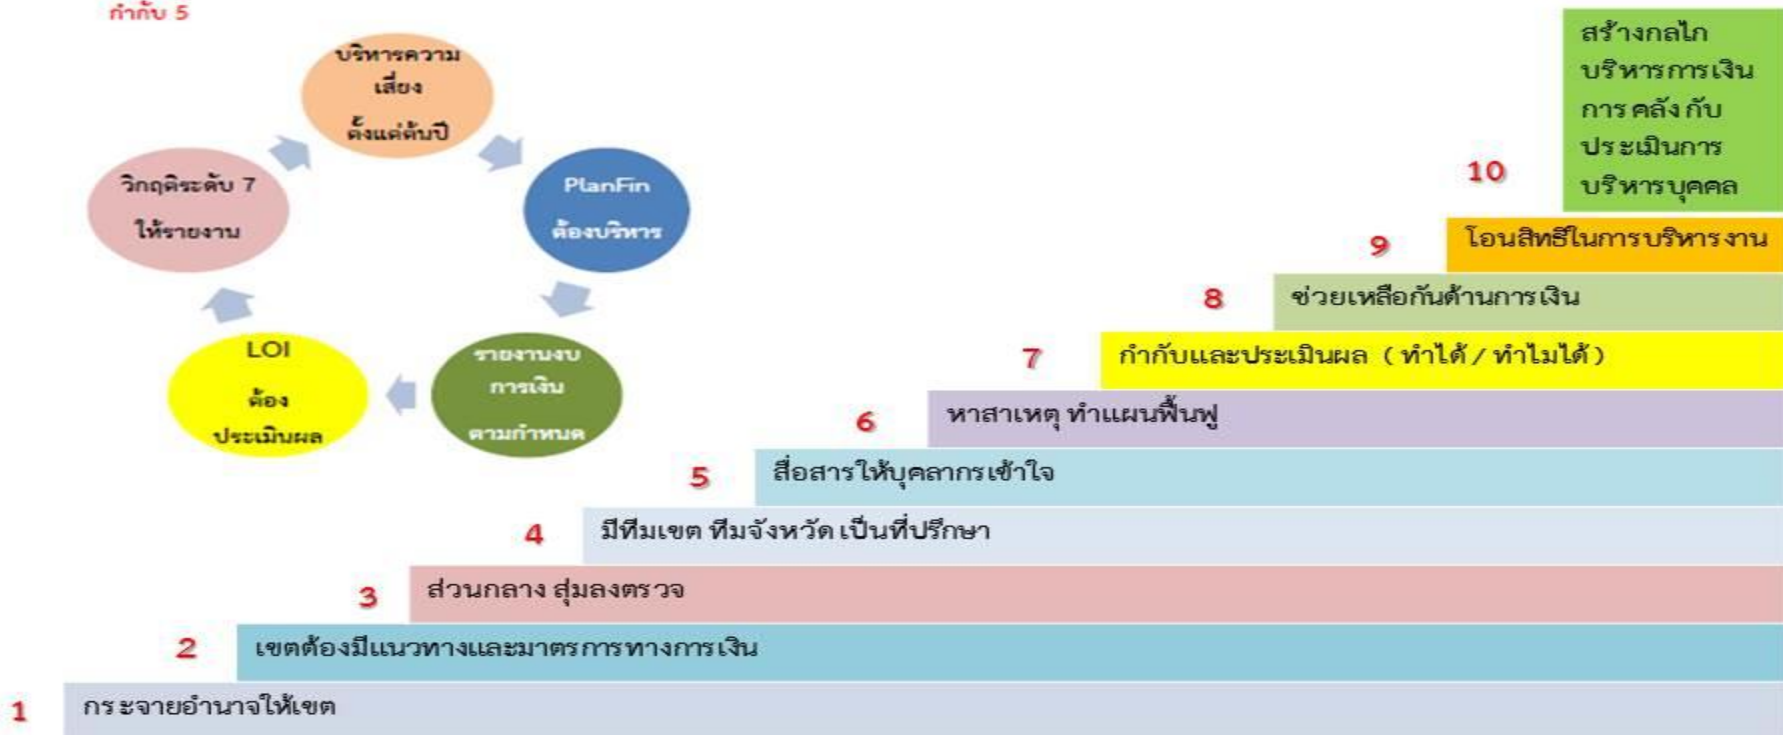 กำกับ 5
บริหารความ
เสี่ยง
ตั้งแต่ต้นปี
PlanFin
ต้องบริหาร
รายงานงบ
การเงิน
ตามกำหนด
LOI
ต้อง
ประเมินผล
วิกฤติระดับ 7
ให้รายงาน
10
สร้างกลไก
บริหารการเงิน
การคลัง กับ
ประเมินการ
บริหารบุคคล
9 โอนสิทธิในการบริหารงาน
8 ช่วยเหลือกันด้านการเงิน
7 กำกับและประเมินผล ( ทำได้ / ทำไมได้ )
6 หาสาเหตุ ทำแผนฟื้นฟู
5 สื่อสารให้บุคลากรเข้าใจ
4 มีทีมเขต ทีมจังหวัด เป็นที่ปรึกษา
3 ส่วนกลาง สุ่มลงตรวจ
2 เขตต้องมีแนวทางและมาตรการทางการเงิน
1 กระจายอำนาจให้เขต